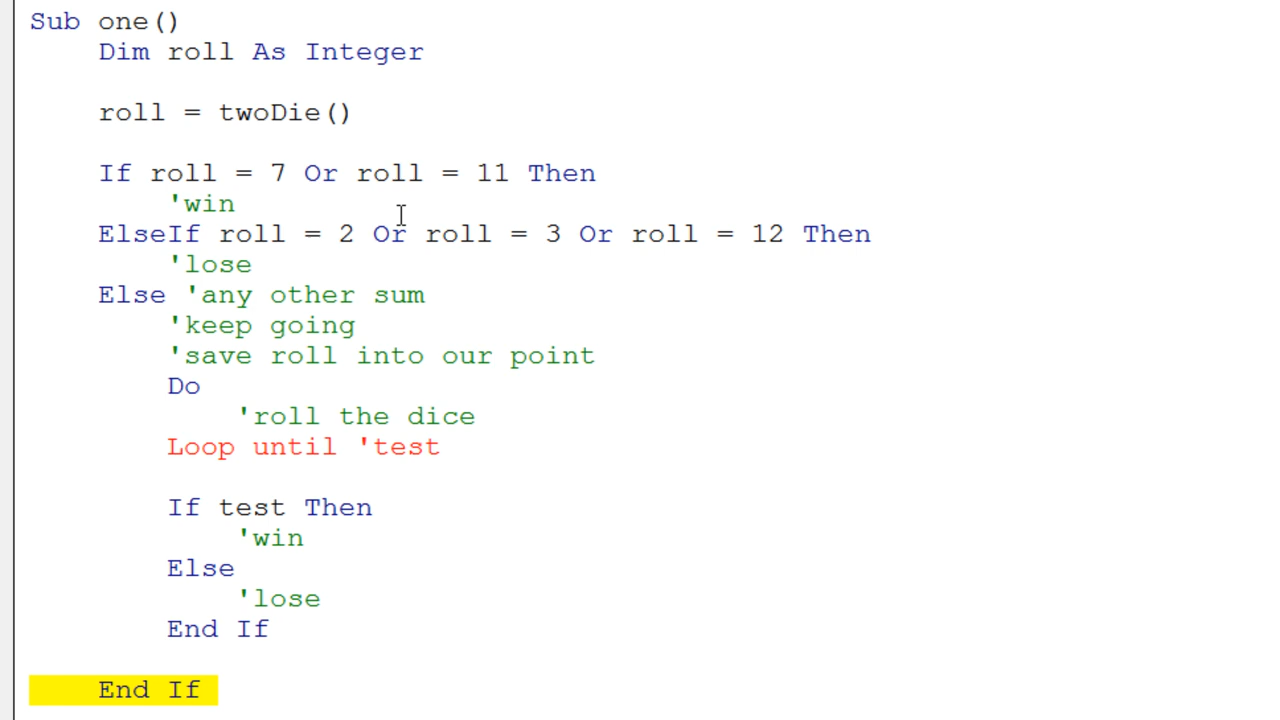 Sub one()
Dim roll As Integer
roll = twoDie()
If roll = 7 Or roll = 11 Then
'win
ElseIf roll = 2 Or roll = 3 Or roll = 12 Then
'lose
Else 'any other sum
'keep going
'save roll into our point
Do
'roll the dice
Loop until 'test
If test Then
'win
Else
'lose
End If
End If